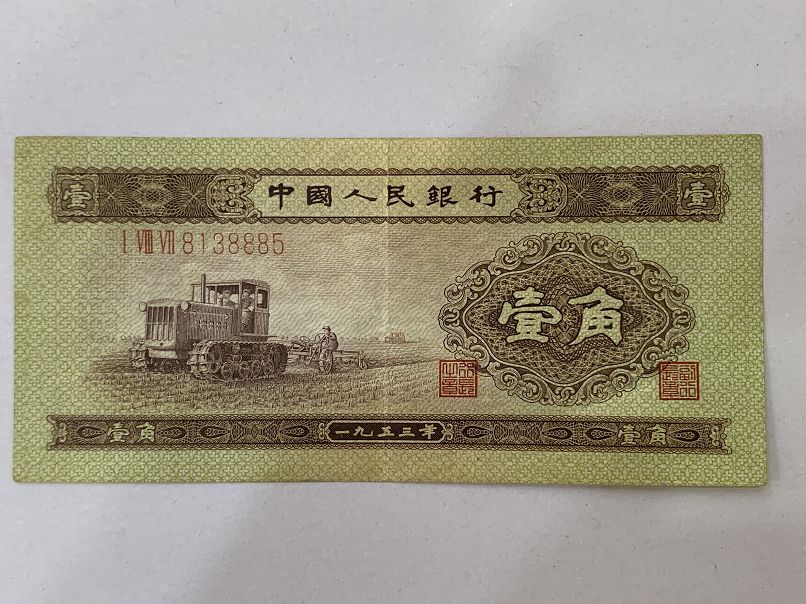 壹 中國人民銀行 壹
I VIII VII 8138885
壹角
壹角 一九五三年 壹角